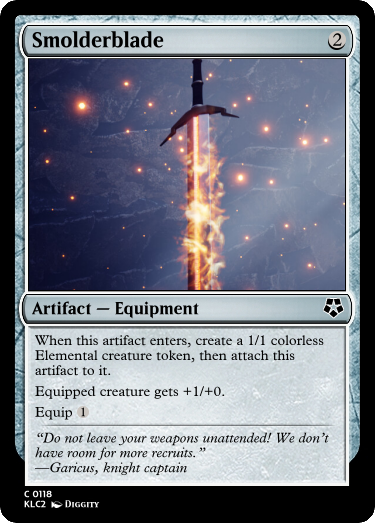 Smolderblade 2
Artifact — Equipment
When this artifact enters, create a 1/1 colorless
Elemental creature token, then attach this
artifact to it.
Equipped creature gets +1/+0.
Equip 1
“Do not leave your weapons unattended! We don’t
have room for more recruits.”
—Garicus, knight captain
C 0118
KLC2 Diggity